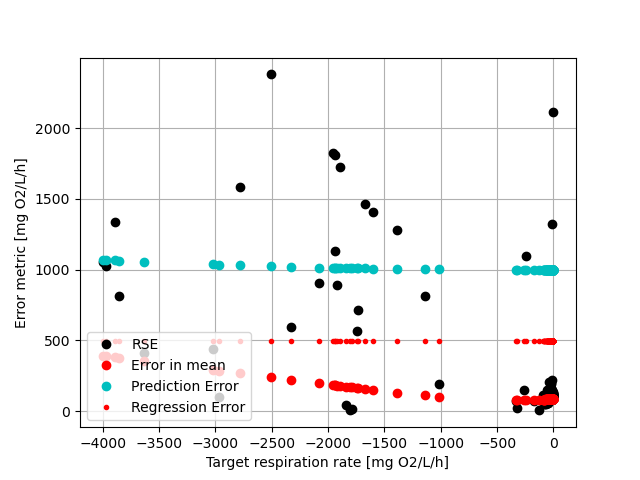 Error metric [mg O2/L/h]
2000
1500
1000
500
0
RSE
Error in mean
Prediction Error
Regression Error
−4000 −3500 −3000 −2500 −2000 −1500 −1000 −500 0
Target respiration rate [mg O2/L/h]